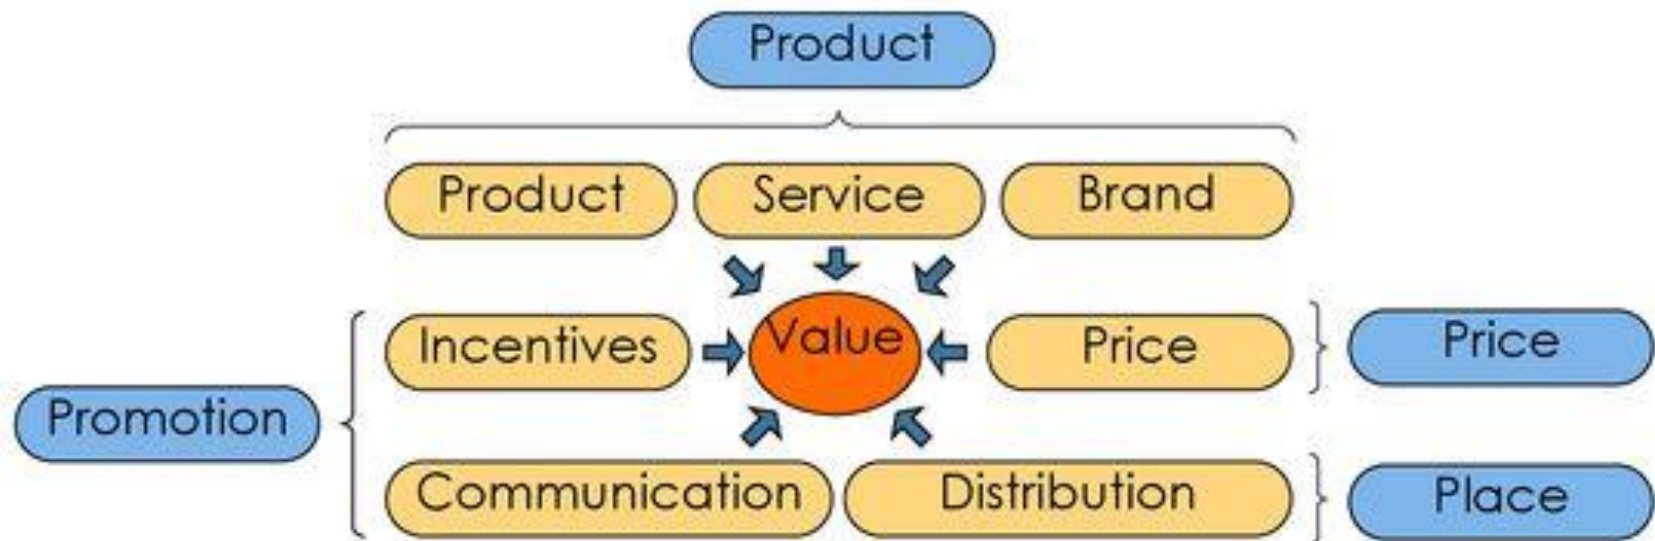 Product
Product Service Brand
Incentives Value Price Price
Promotion
Communication Distribution Place